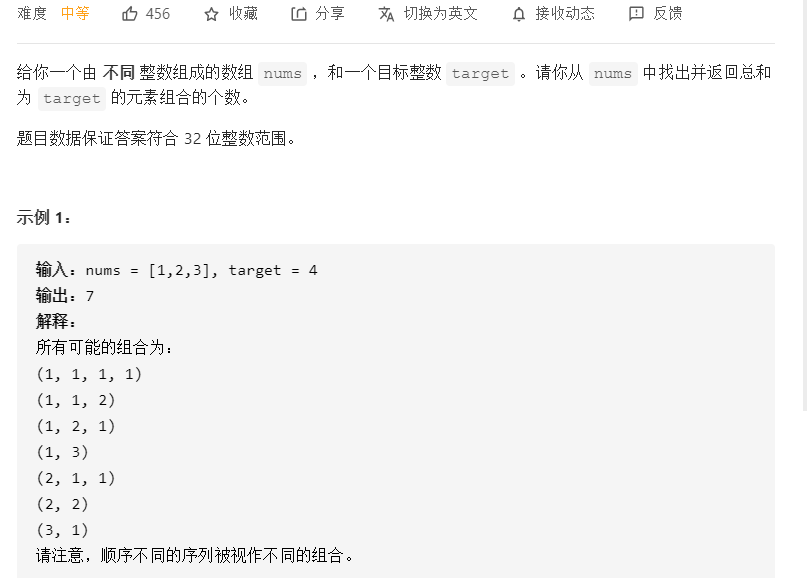 难度 中等 456 收藏 分享 切换为英文 接收动态 反馈
给你一个由 不同 整数组成的数组 nums ，和一个目标整数 target 。请你从 nums 中找出并返回总和
为 target 的元素组合的个数。
题目数据保证答案符合 32 位整数范围。
示例 1：
输入：nums = [1,2,3], target = 4
输出：7
解释：
所有可能的组合为：
(1, 1, 1, 1)
(1, 1, 2)
(1, 2, 1)
(1, 3)
(2, 1, 1)
(2, 2)
(3, 1)
请注意，顺序不同的序列被视作不同的组合。